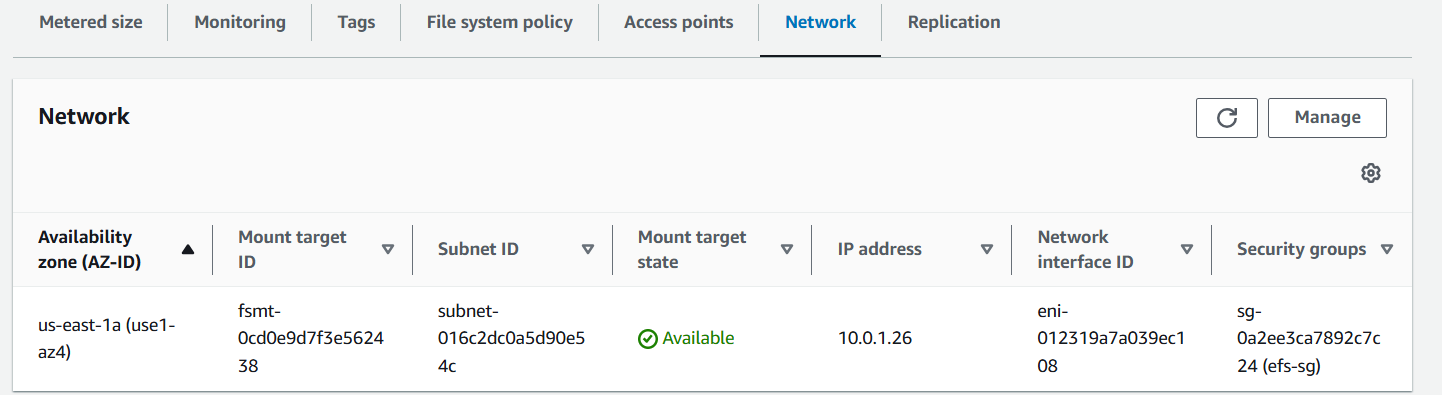 Metered size Monitoring Tags File system policy Access points Network Replication
Network
Manage
Availability zone (AZ-ID) Mount target ID Subnet ID Mount target state IP address Network interface ID Security groups
us-east-1a (use1-az4) fsmt-0cd0e9d7f3e562438 subnet-016c2dc0a5d90e54c Available 10.0.1.26 eni-012319a7a039ec108 sg-0a2ee3ca7892c7c24 (efs-sg)